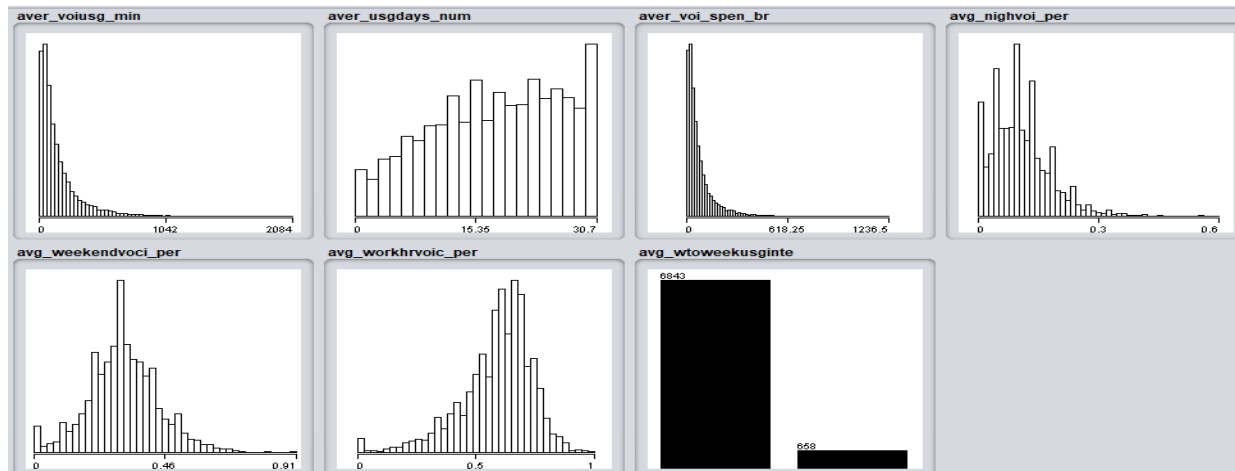 aver_voiusg_min aver_usgdays_num aver_voi_spen_br avg_nighvoi_per
0 1042 2084 0 15.35 30.7 0 618.25 1236.5 0 0.3 0.6
avg_weekendvoci_per avg_workhrvoic_per avg_wtoweekusginte
6843
658
0 0.46 0.91 0 0.5 1